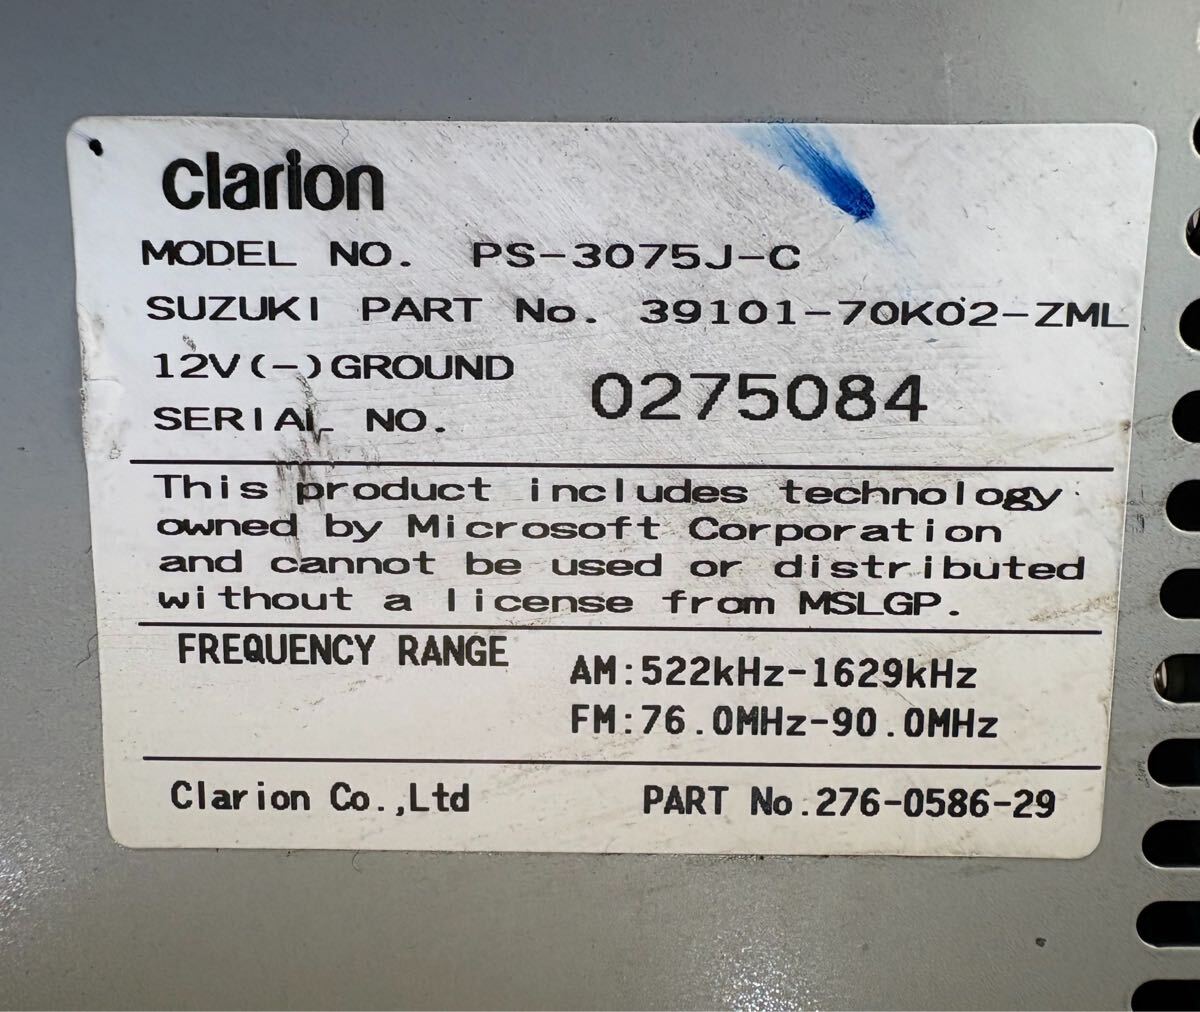 clarion
MODEL NO. PS-3075J-C
SUZUKI PART No. 39101-70K02-ZML
12V(-)GROUND
SERIAL NO. 0275084
This product includes technology
owned by Microsoft Corporation
and cannot be used or distributed
without a license from MSLGP.
FREQUENCY RANGE
AM:522kHz-1629kHz
FM:76.0MHz-90.0MHz
Clarion Co.,Ltd PART No.276-0586-29